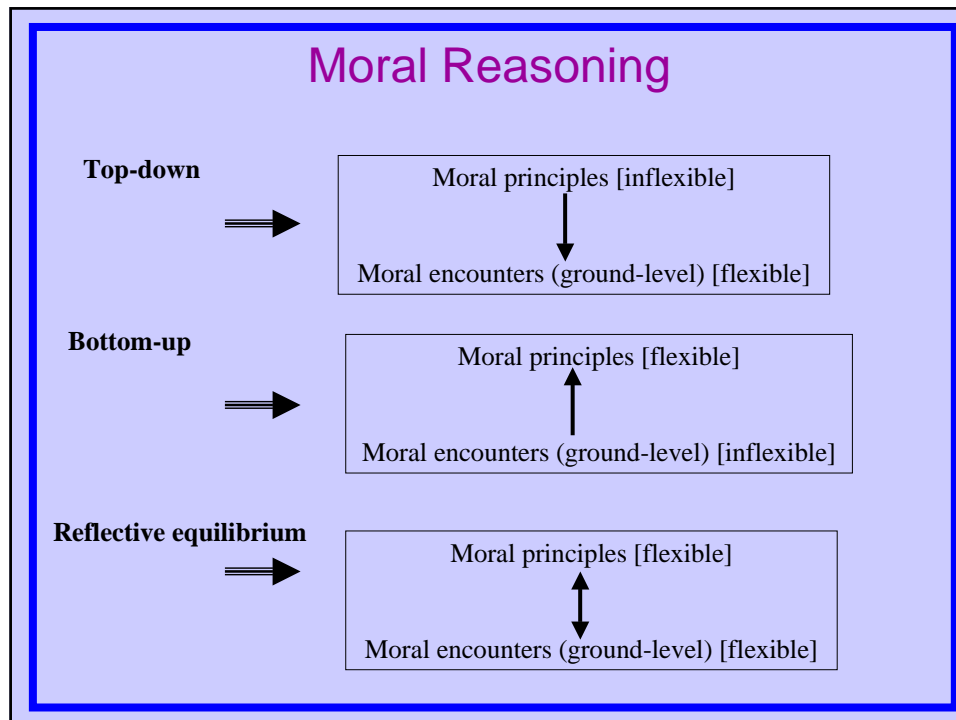 Moral Reasoning
Top-down
Moral principles [inflexible]
Moral encounters (ground-level) [flexible]
Bottom-up
Moral principles [flexible]
Moral encounters (ground-level) [inflexible]
Reflective equilibrium
Moral principles [flexible]
Moral encounters (ground-level) [flexible]